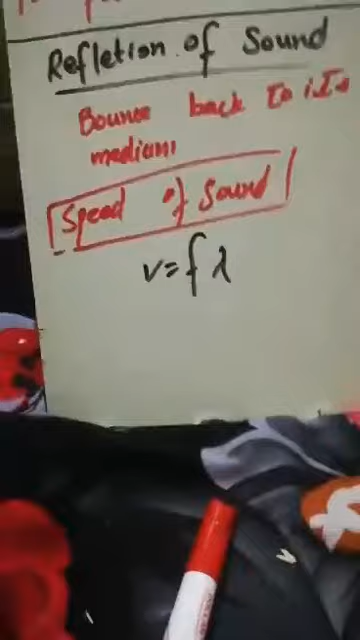 Refletion of Sound
Bounce back to its
medium
Speed of Sound
v=fλ